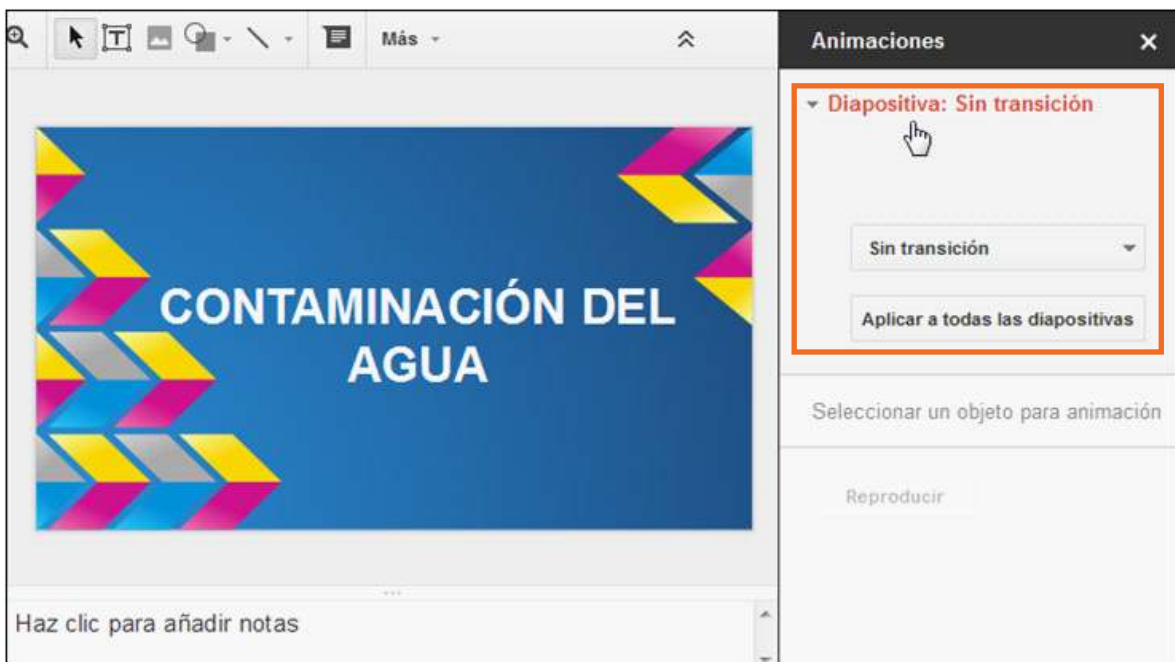 Más
Animaciones
Diapositiva: Sin transición
Sin transición
Aplicar a todas las diapositivas
Seleccionar un objeto para animación
Reproducir
CONTAMINACIÓN DEL
AGUA
Haz clic para añadir notas